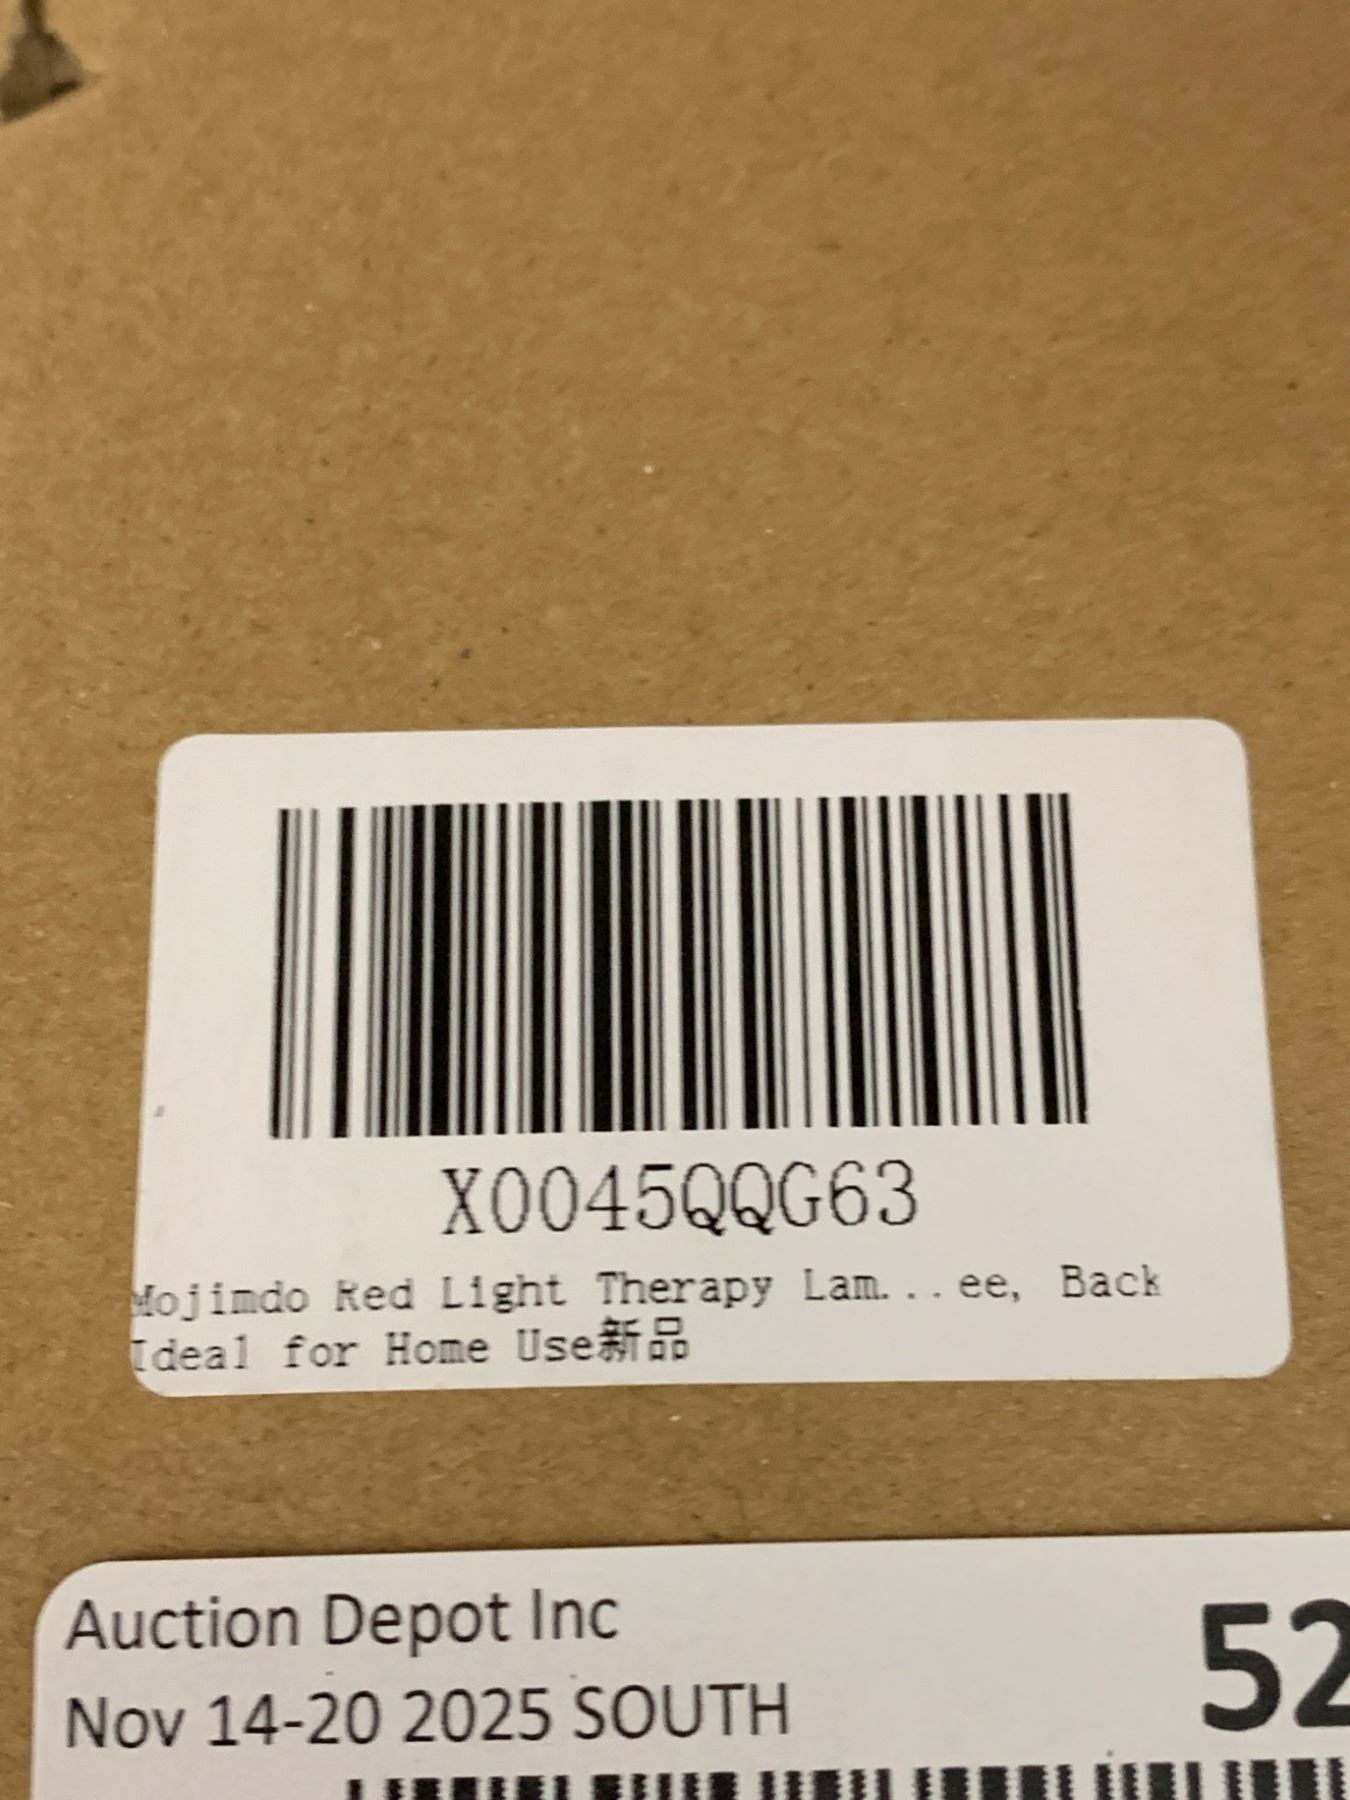 X0045QQG63
Mojimdo Red Light Therapy Lam...ee, Back
Ideal for Home Use新品
Auction Depot Inc
52
Nov 14-20 2025 SOUTH